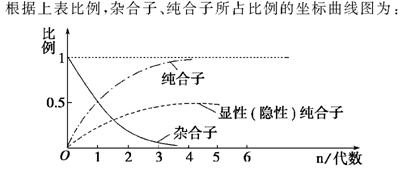 根据上表比例,杂合子、纯合子所占比例的坐标曲线图为:
比例
1
纯合子
0.5
显性(隐性)纯合子
杂合子
O 1 2 3 4 5 6
n/代数